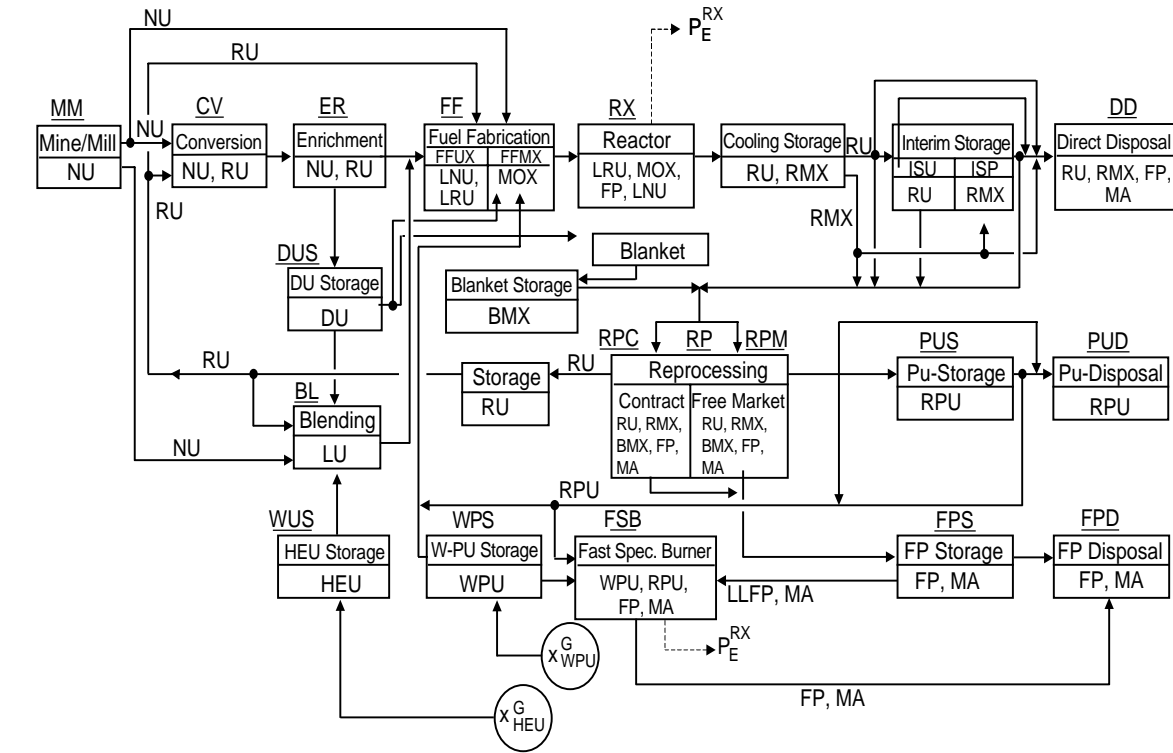 NU
P_E^RX
RU
MM
CV
ER
FF
RX
DD
Mine/Mill
NU
Conversion
Enrichment
Fuel Fabrication
Reactor
Cooling Storage
RU
Interim Storage
Direct Disposal
NU
NU, RU
NU, RU
FFUX
FFMX
LNU,
LRU
MOX
LRU, MOX,
FP, LNU
RU, RMX
ISU
ISP
RU
RMX
RU, RMX, FP,
MA
RU
RMX
DUS
Blanket
DU Storage
DU
Blanket Storage
BMX
RPC
RP
RPM
PUS
PUD
RU
Storage
RU
RU
Reprocessing
Pu-Storage
RPU
Pu-Disposal
RPU
BL
Blending
LU
NU
Contract
RU, RMX,
BMX, FP,
MA
Free Market
RU, RMX,
BMX, FP,
MA
RPU
WUS
WPS
FSB
FPS
FPD
HEU Storage
HEU
W-PU Storage
WPU
Fast Spec. Burner
WPU, RPU,
FP, MA
LLFP, MA
FP Storage
FP, MA
FP Disposal
FP, MA
P_E^RX
x^G_WPU
FP, MA
x^G_HEU